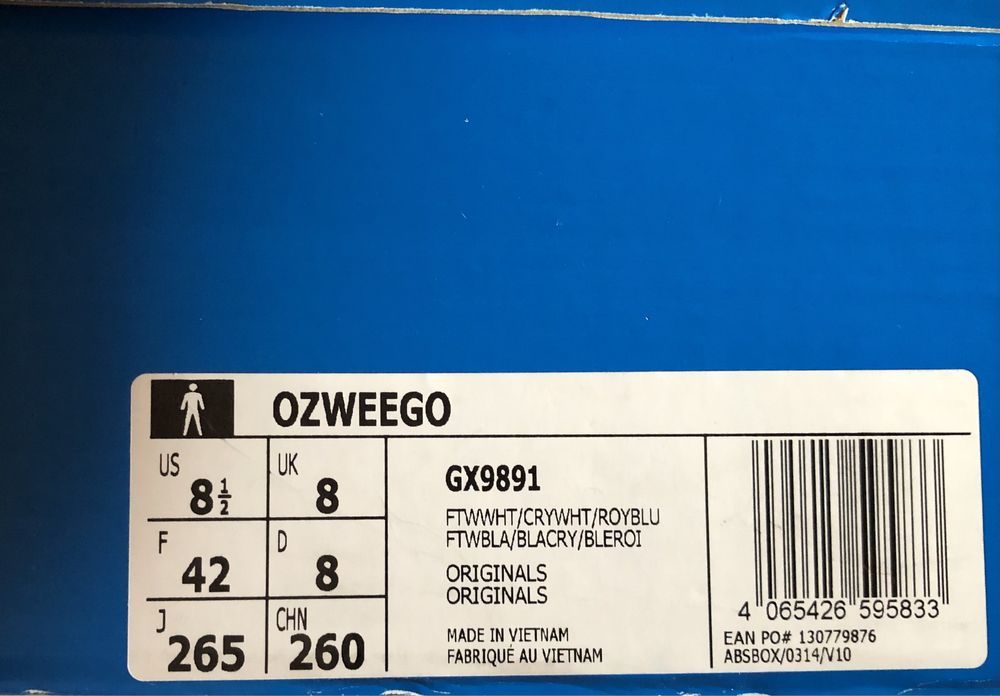 OZWEEGO
US 8½ UK 8
F 42 D 8
J 265 CHN 260
GX9891
FTWWHT/CRYWHT/ROYBLU
FTWBLA/BLACRY/BLEROI
ORIGINALS
ORIGINALS
MADE IN VIETNAM
FABRIQUÉ AU VIETNAM
4 065426 595833
EAN PO# 130779876
ABSBOX/0314/V10